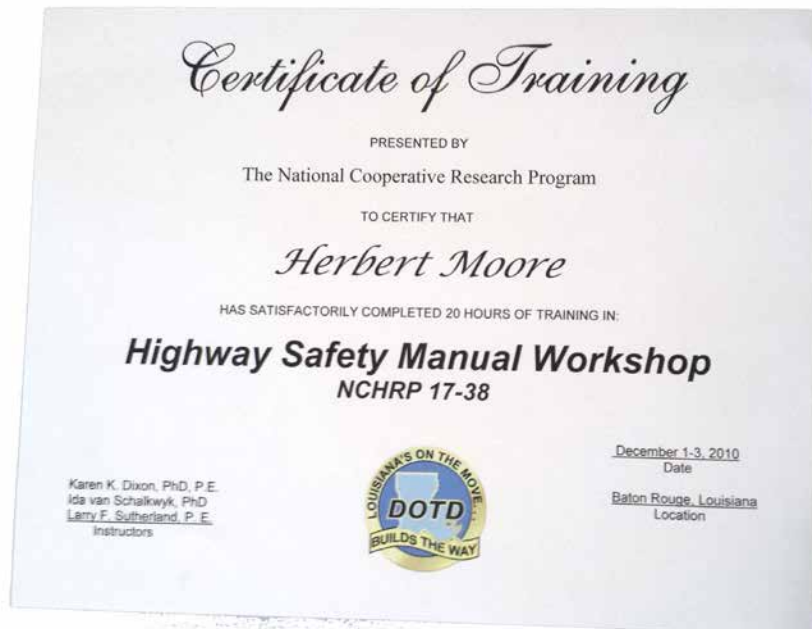 Certificate of Training
PRESENTED BY
The National Cooperative Research Program
TO CERTIFY THAT
Herbert Moore
HAS SATISFACTORILY COMPLETED 20 HOURS OF TRAINING IN:
Highway Safety Manual Workshop
NCHRP 17-38
Karen K. Dixon, PhD, P.E.
Ida van Schalkwyk, PhD
Larry F. Sutherland, P. E.
Instructors
LOUISIANA'S ON THE MOVE...
DOTD
BUILDS THE WAY
December 1-3, 2010
Date
Baton Rouge, Louisiana
Location